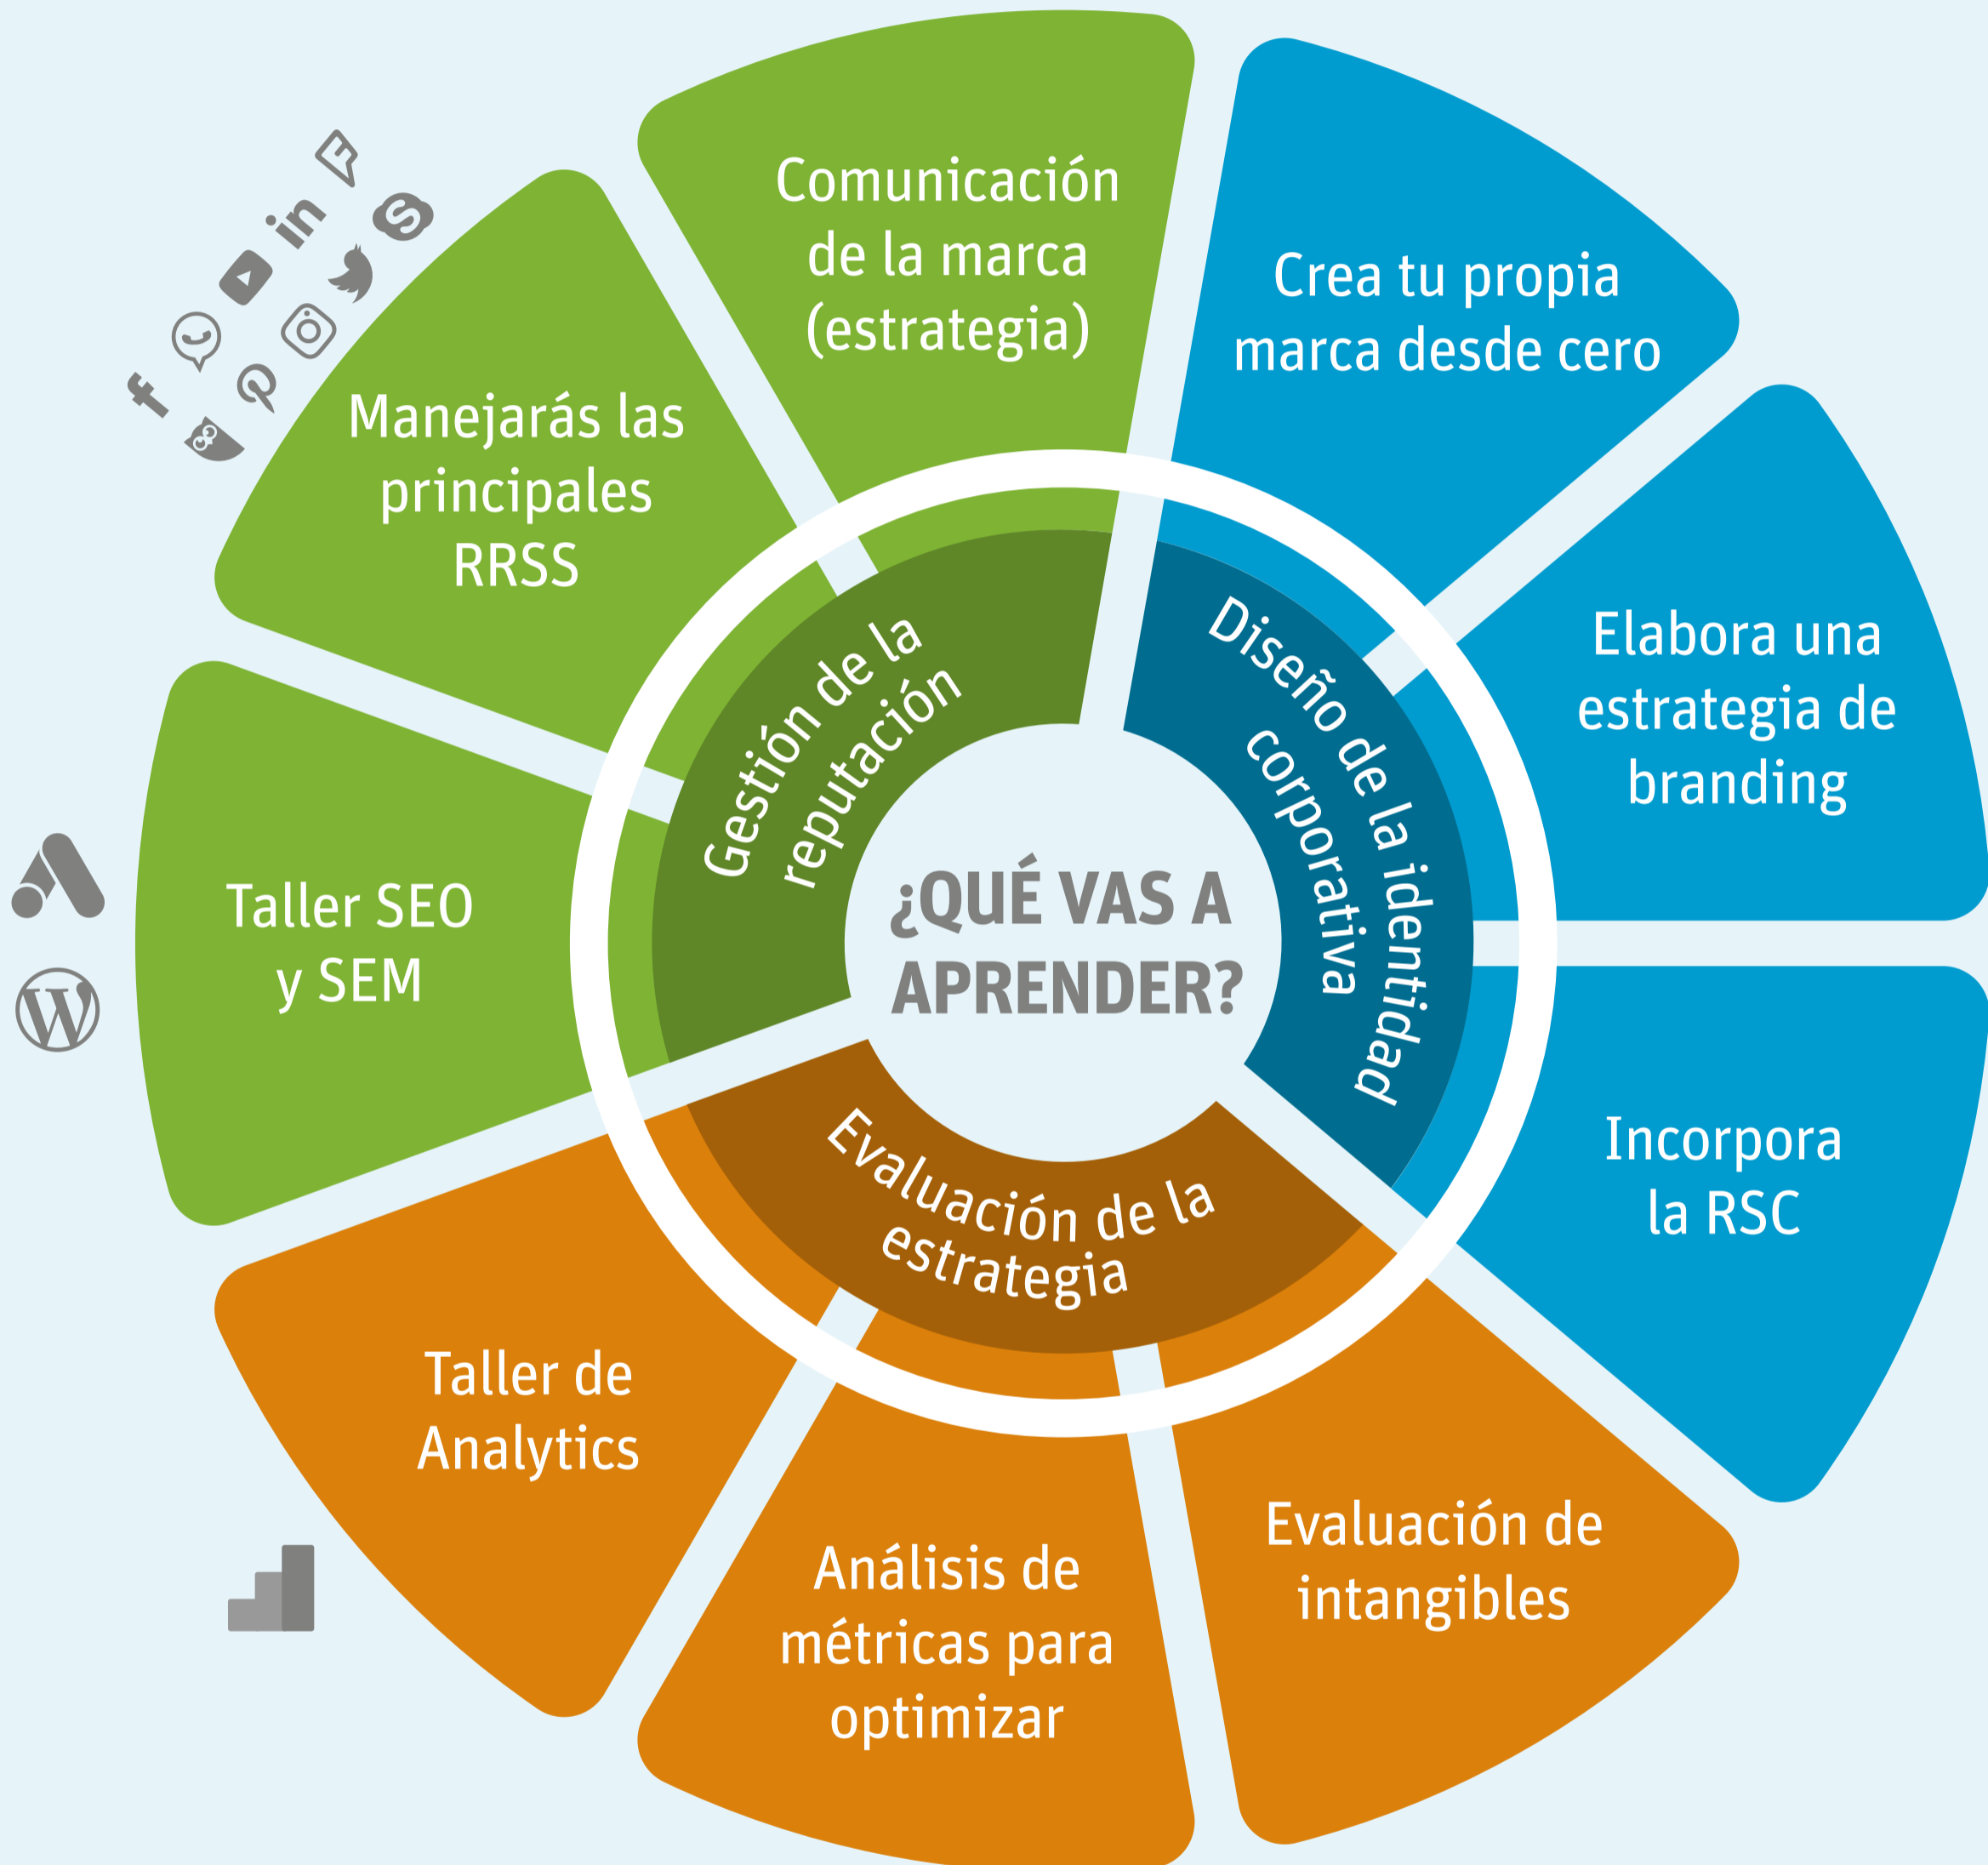 ¿QUÉ VAS A
APRENDER?
Diseño de la identidad
corporativa
Crea tu propia
marca desde cero
Elabora una
estrategia de
branding
Incorpora
la RSC
Evaluación de la
estrategia
Evaluación de
intangibles
Análisis de
métricas para
optimizar
Taller de
Analytics
Gestión de la
reputación
Taller SEO
y SEM
Manejarás las
principales
RRSS
Comunicación
de la marca
(estrategia)